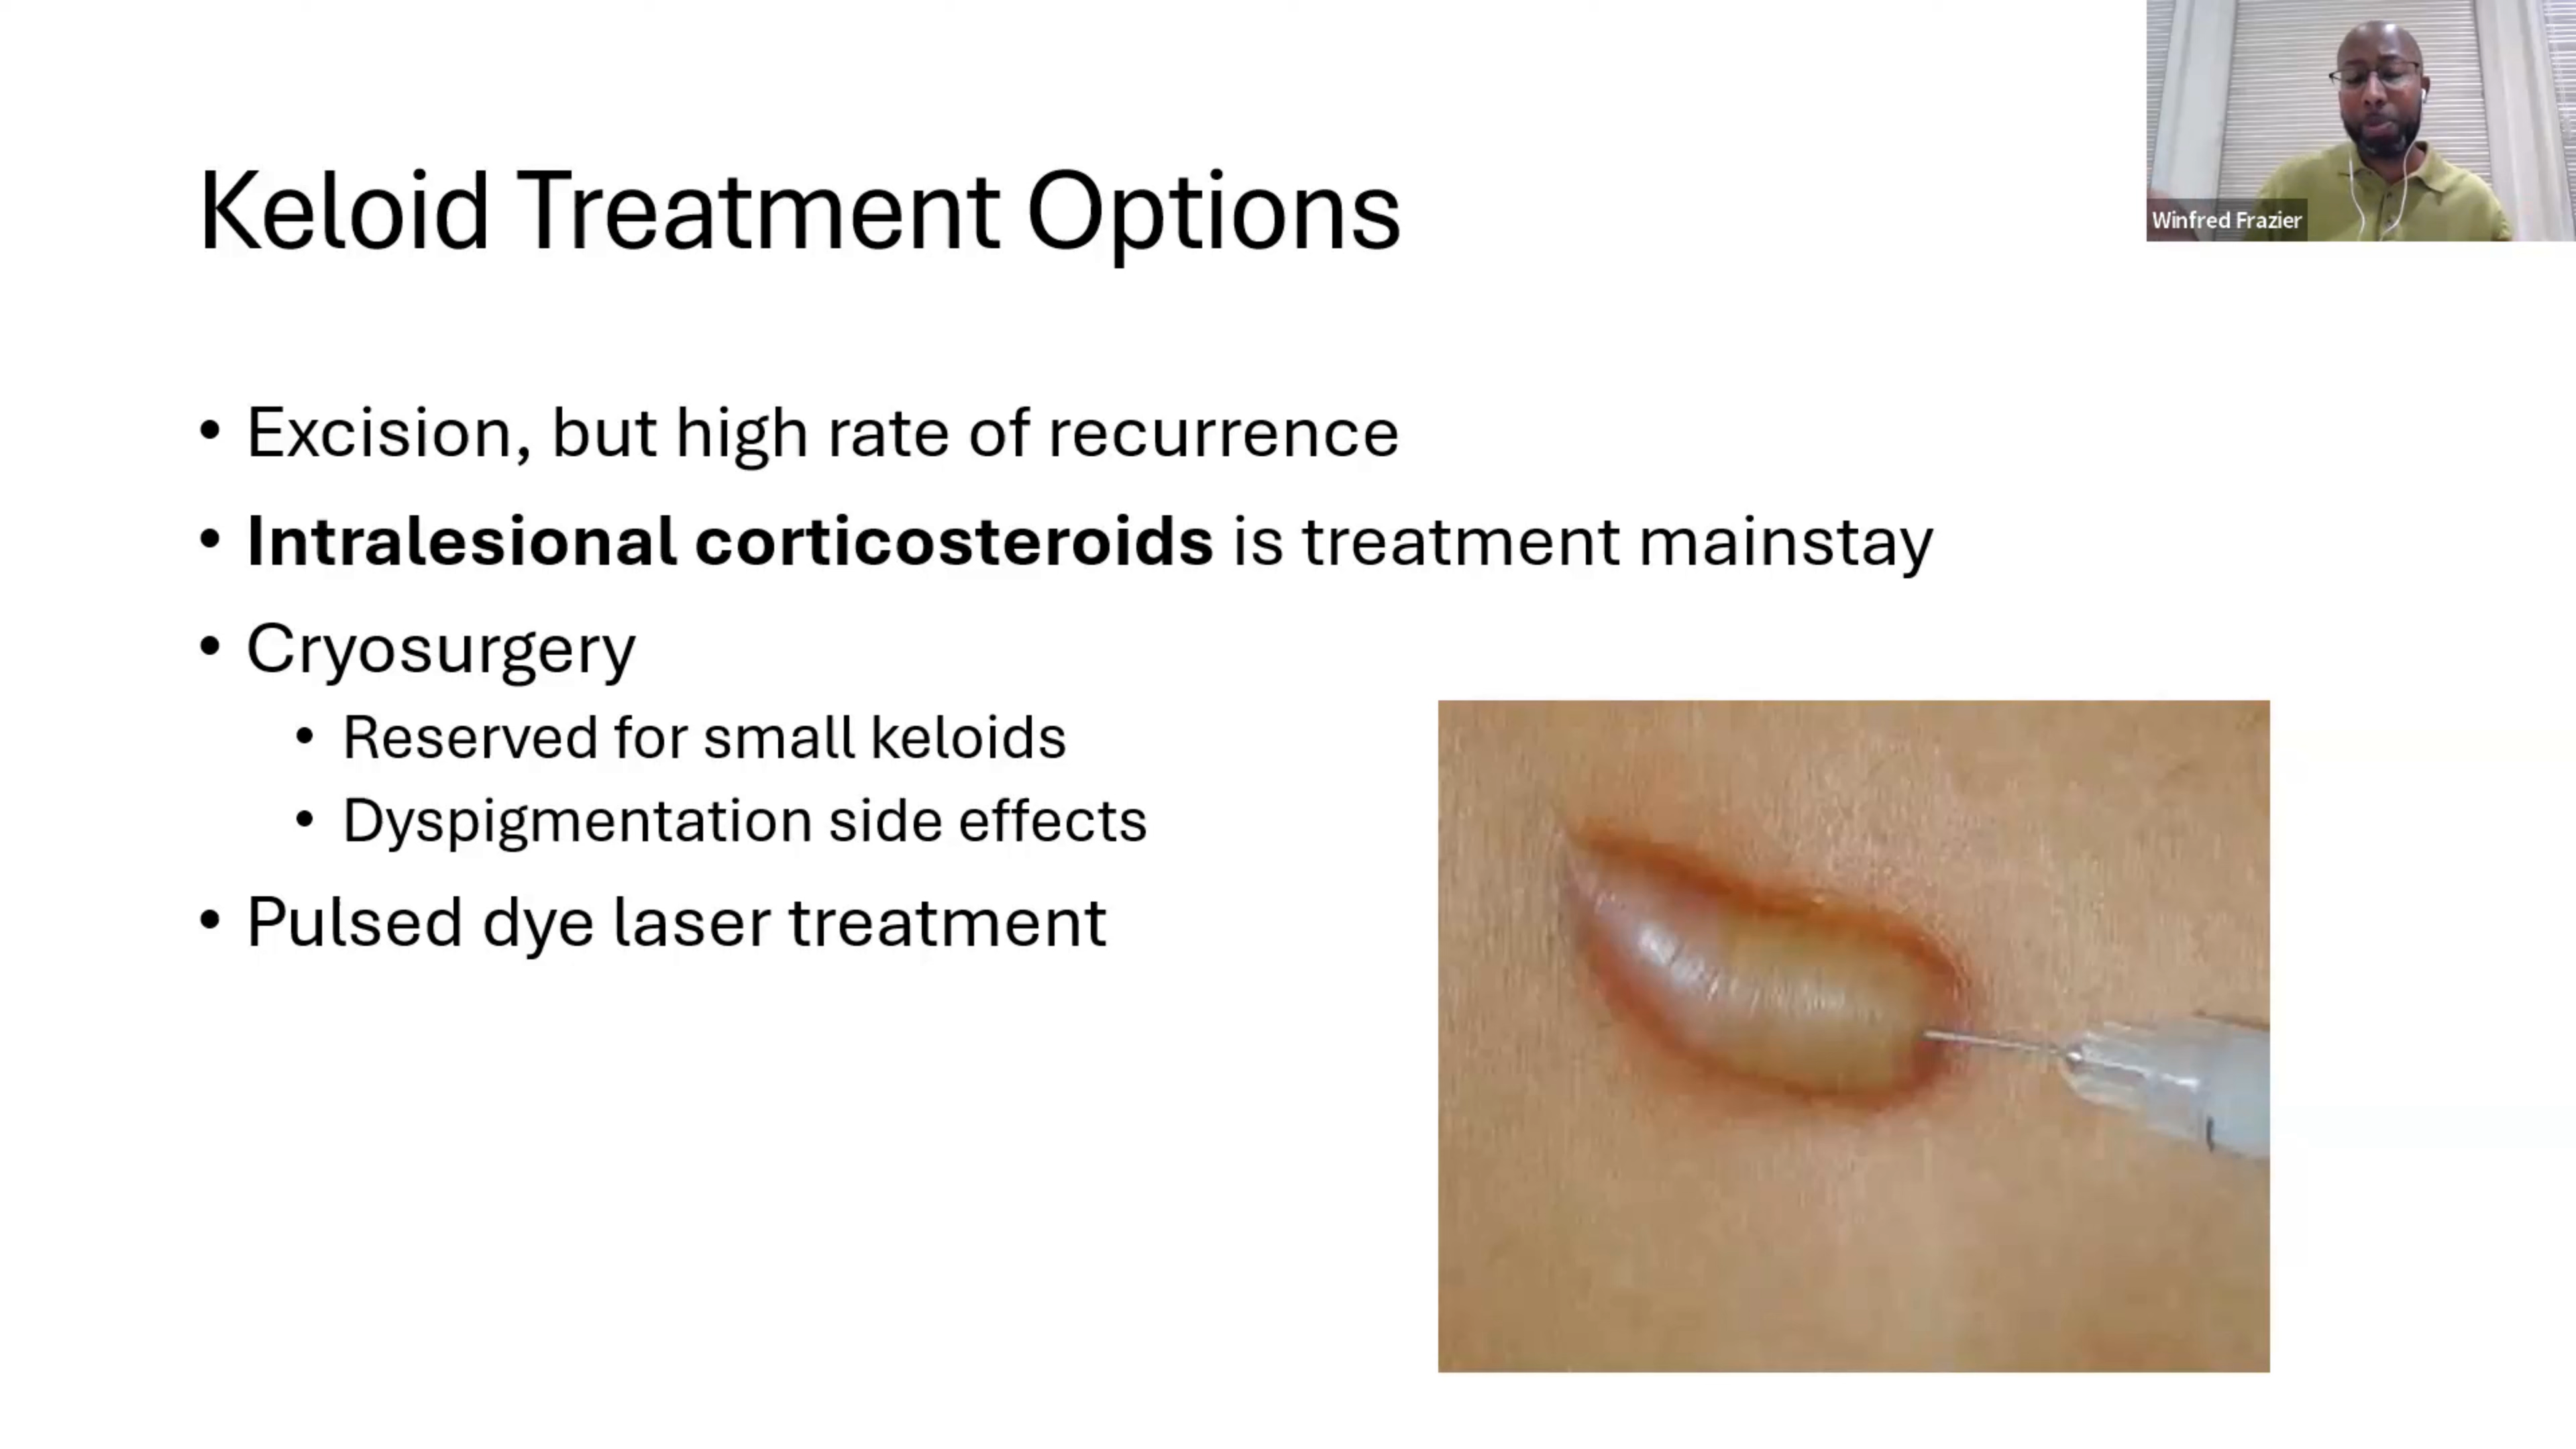 Winfred Frazier
Keloid Treatment Options
• Excision, but high rate of recurrence
• Intralesional corticosteroids is treatment mainstay
• Cryosurgery
• Reserved for small keloids
• Dyspigmentation side effects
• Pulsed dye laser treatment